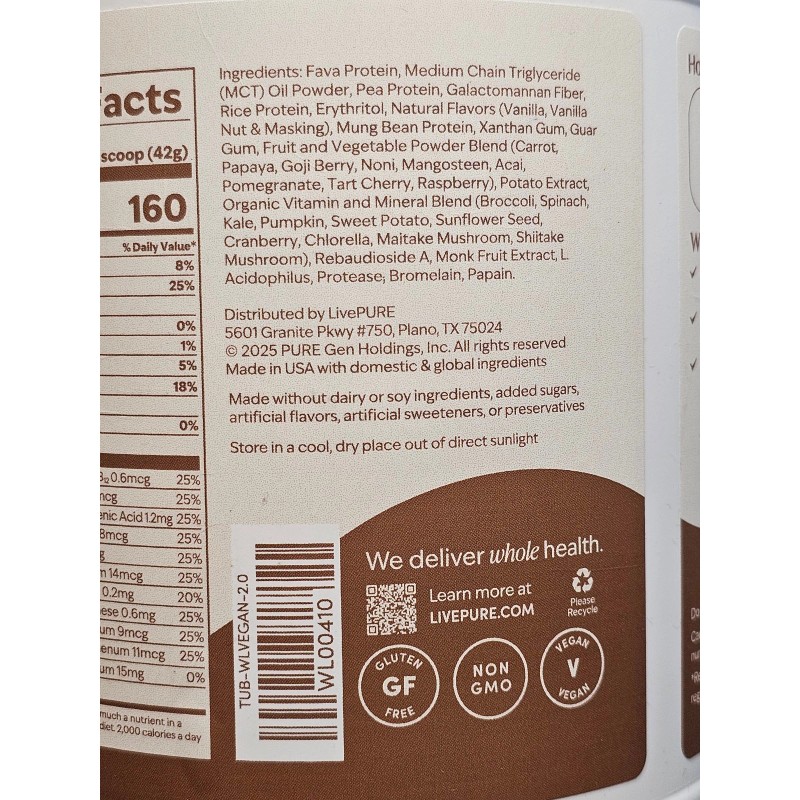 Facts
scoop (42g)
160
% Daily Value*
8%
25%
0%
1%
5%
18%
0%
B12 0.6mcg 25%
mcg 25%
enic Acid 1.2mg 25%
8mcg 25%
g 25%
m 14mcg 25%
0.2mg 20%
ese 0.6mg 25%
um 9mcg 25%
enum 11mcg 25%
um 15mg 0%
much a nutrient in a
diet. 2,000 calories a day
Ingredients: Fava Protein, Medium Chain Triglyceride
(MCT) Oil Powder, Pea Protein, Galactomannan Fiber,
Rice Protein, Erythritol, Natural Flavors (Vanilla, Vanilla
Nut & Masking), Mung Bean Protein, Xanthan Gum, Guar
Gum, Fruit and Vegetable Powder Blend (Carrot,
Papaya, Goji Berry, Noni, Mangosteen, Acai,
Pomegranate, Tart Cherry, Raspberry), Potato Extract,
Organic Vitamin and Mineral Blend (Broccoli, Spinach,
Kale, Pumpkin, Sweet Potato, Sunflower Seed,
Cranberry, Chlorella, Maitake Mushroom, Shiitake
Mushroom), Rebaudioside A, Monk Fruit Extract, L
Acidophilus, Protease; Bromelain, Papain.
Distributed by LivePURE
5601 Granite Pkwy #750, Plano, TX 75024
© 2025 PURE Gen Holdings, Inc. All rights reserved
Made in USA with domestic & global ingredients
Made without dairy or soy ingredients, added sugars,
artificial flavors, artificial sweeteners, or preservatives
Store in a cool, dry place out of direct sunlight
TUB-WLVEGAN-2.0
WL00410
We deliver whole health.
Learn more at
LIVEPURE.COM
Please
Recycle
GLUTEN
GF
FREE
NON
GMO
VEGAN
V
VEGAN
Ho
W